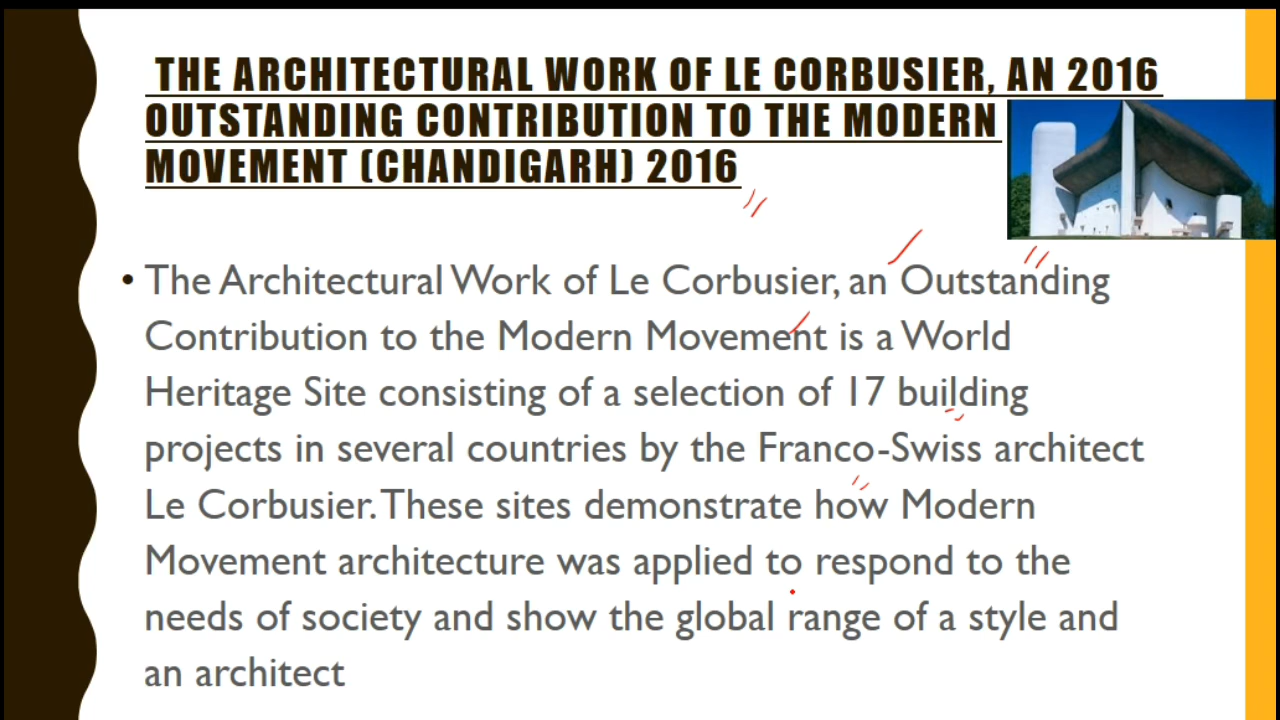 THE ARCHITECTURAL WORK OF LE CORBUSIER, AN 2016
OUTSTANDING CONTRIBUTION TO THE MODERN
MOVEMENT (CHANDIGARH) 2016
• The Architectural Work of Le Corbusier, an Outstanding
Contribution to the Modern Movement is a World
Heritage Site consisting of a selection of 17 building
projects in several countries by the Franco-Swiss architect
Le Corbusier. These sites demonstrate how Modern
Movement architecture was applied to respond to the
needs of society and show the global range of a style and
an architect